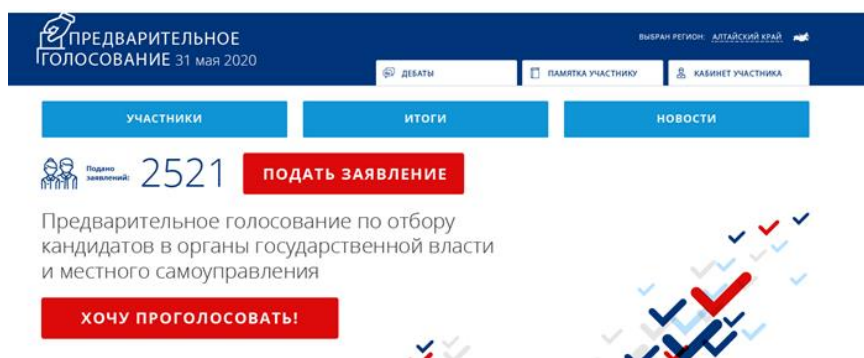 ПРЕДВАРИТЕЛЬНОЕ
ГОЛОСОВАНИЕ 31 мая 2020
ВЫБРАН РЕГИОН: АЛТАЙСКИЙ КРАЙ
ДЕБАТЫ
ПАМЯТКА УЧАСТНИКУ
КАБИНЕТ УЧАСТНИКА
УЧАСТНИКИ
ИТОГИ
НОВОСТИ
Подано
заявлений:
2521
ПОДАТЬ ЗАЯВЛЕНИЕ
Предварительное голосование по отбору
кандидатов в органы государственной власти
и местного самоуправления
ХОЧУ ПРОГОЛОСОВАТЬ!